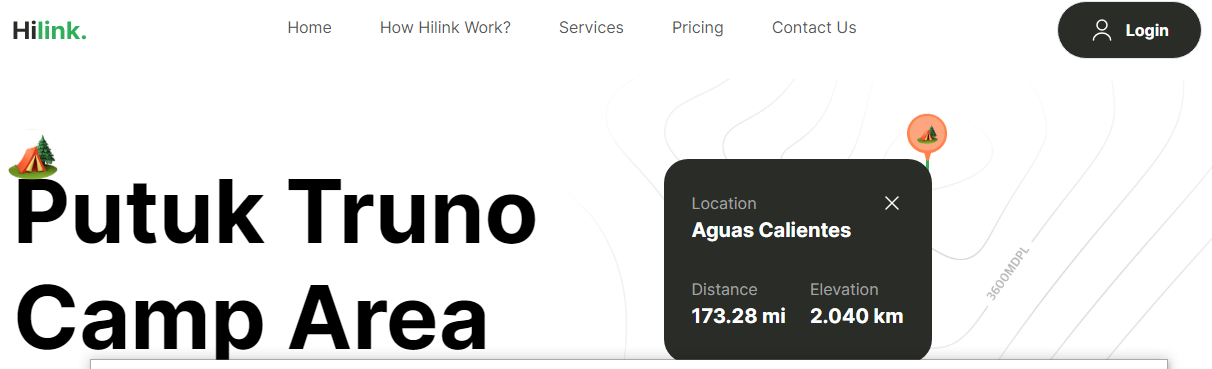 Hilink.
Home
How Hilink Work?
Services
Pricing
Contact Us
Login
Putuk Truno
Camp Area
Location
Aguas Calientes
Distance
Elevation
173.28 mi
2.040 km
3600MDPL